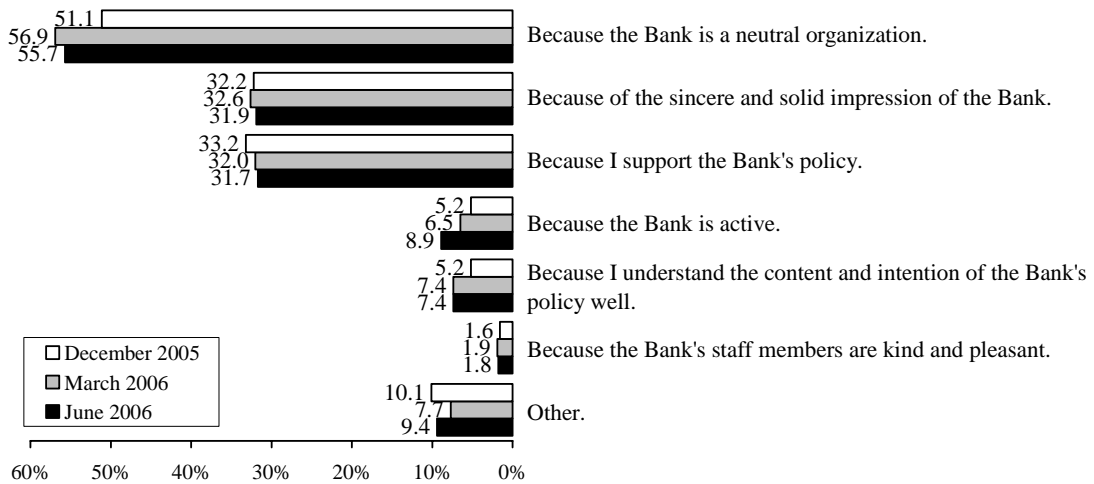 51.1
56.9
55.7
Because the Bank is a neutral organization.
32.2
32.6
31.9
Because of the sincere and solid impression of the Bank.
33.2
32.0
31.7
Because I support the Bank's policy.
5.2
6.5
8.9
Because the Bank is active.
5.2
7.4
7.4
Because I understand the content and intention of the Bank's
policy well.
1.6
1.9
1.8
Because the Bank's staff members are kind and pleasant.
10.1
7.7
9.4
Other.
December 2005
March 2006
June 2006
60% 50% 40% 30% 20% 10% 0%